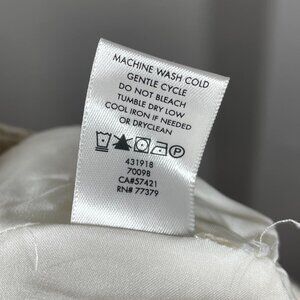 MACHINE WASH COLD
GENTLE CYCLE
DO NOT BLEACH
TUMBLE DRY LOW
COOL IRON IF NEEDED
OR DRYCLEAN
431918
7009B
CA#57421
RN# 77379